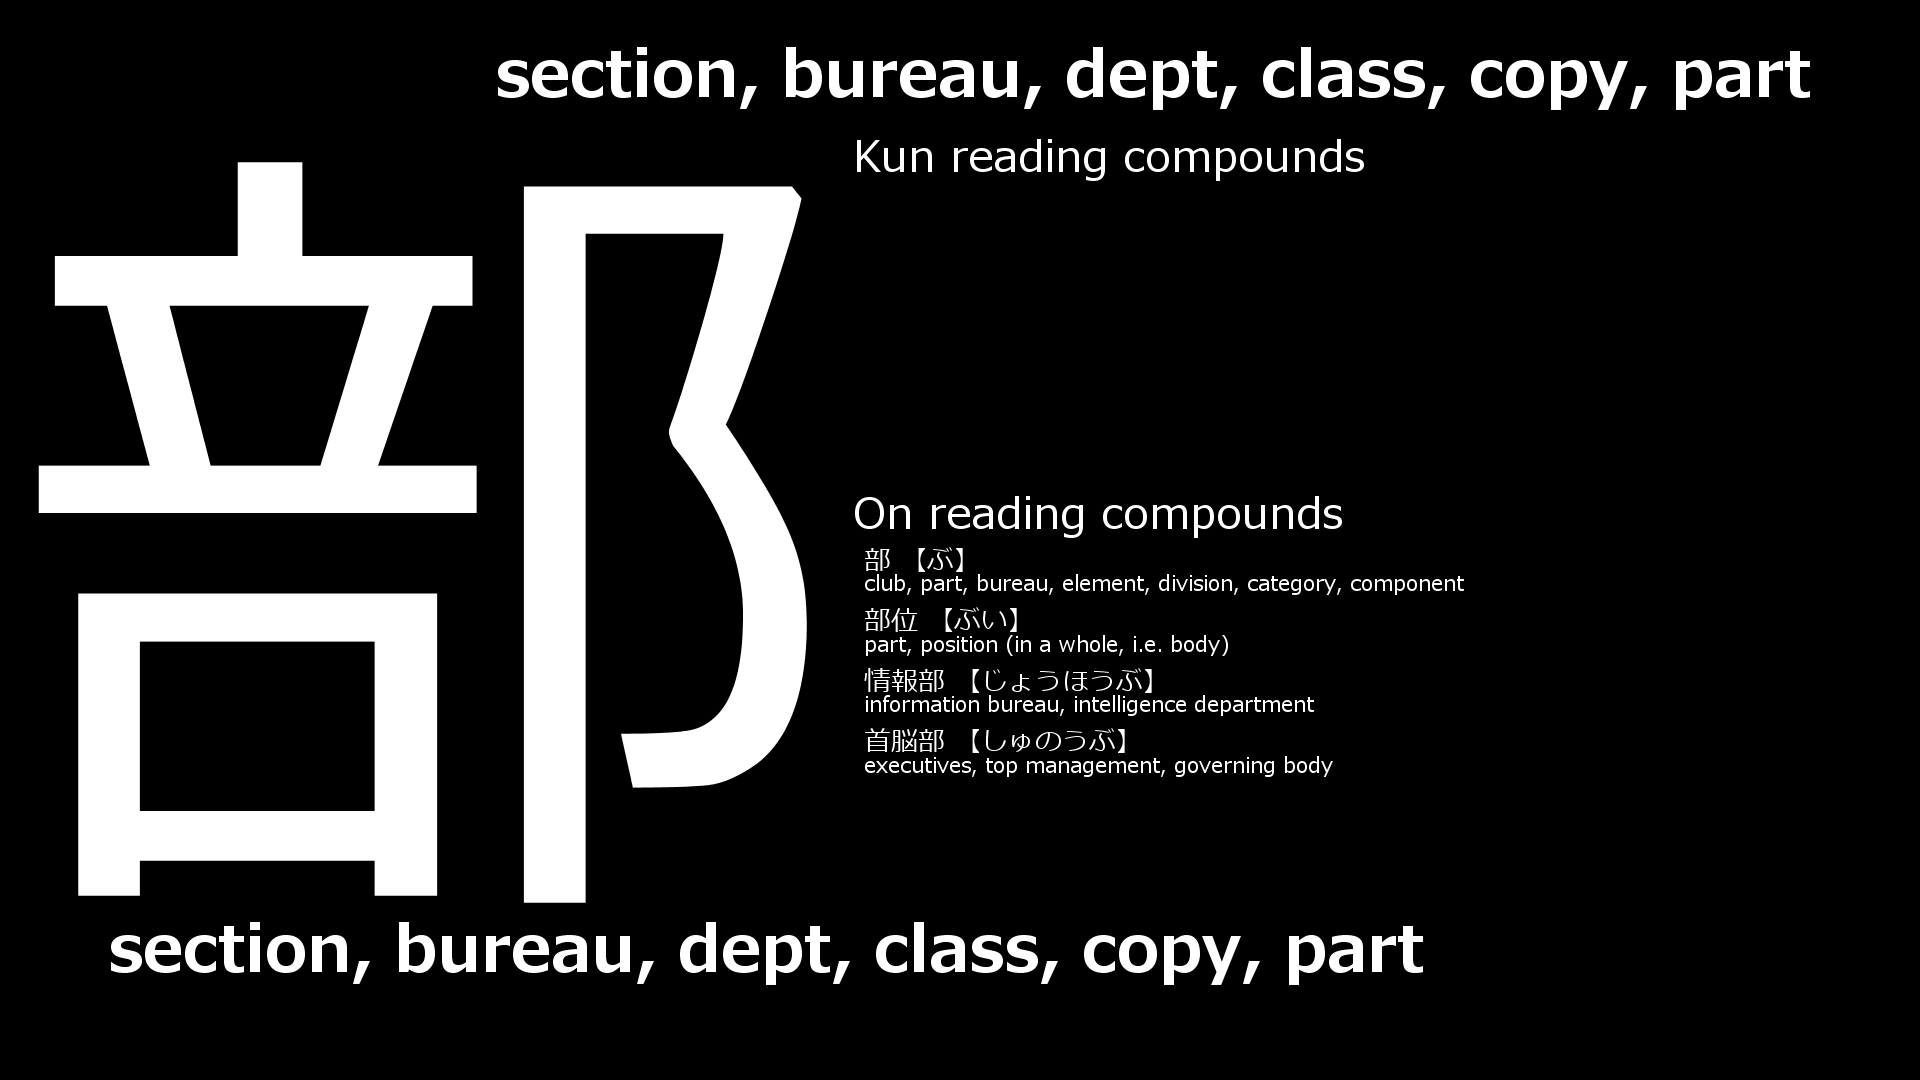 section, bureau, dept, class, copy, part
部
Kun reading compounds
On reading compounds
部 【ぶ】
club, part, bureau, element, division, category, component
部位 【ぶい】
part, position (in a whole, i.e. body)
情報部 【じょうほうぶ】
information bureau, intelligence department
首脳部 【しゅのうぶ】
executives, top management, governing body
section, bureau, dept, class, copy, part